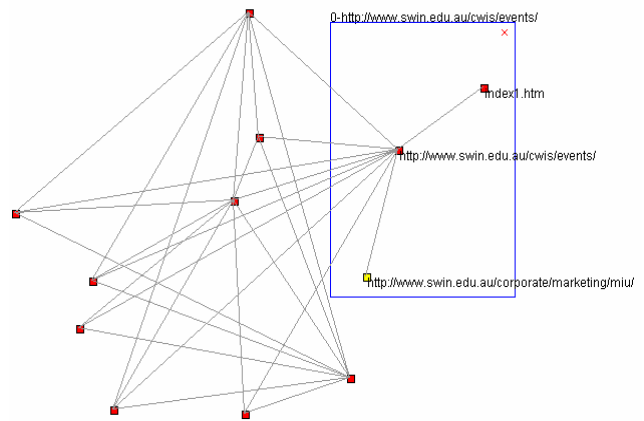 0-http://www.swin.edu.au/cwis/events/
index1.htm
http://www.swin.edu.au/cwis/events/
http://www.swin.edu.au/corporate/marketing/miu/